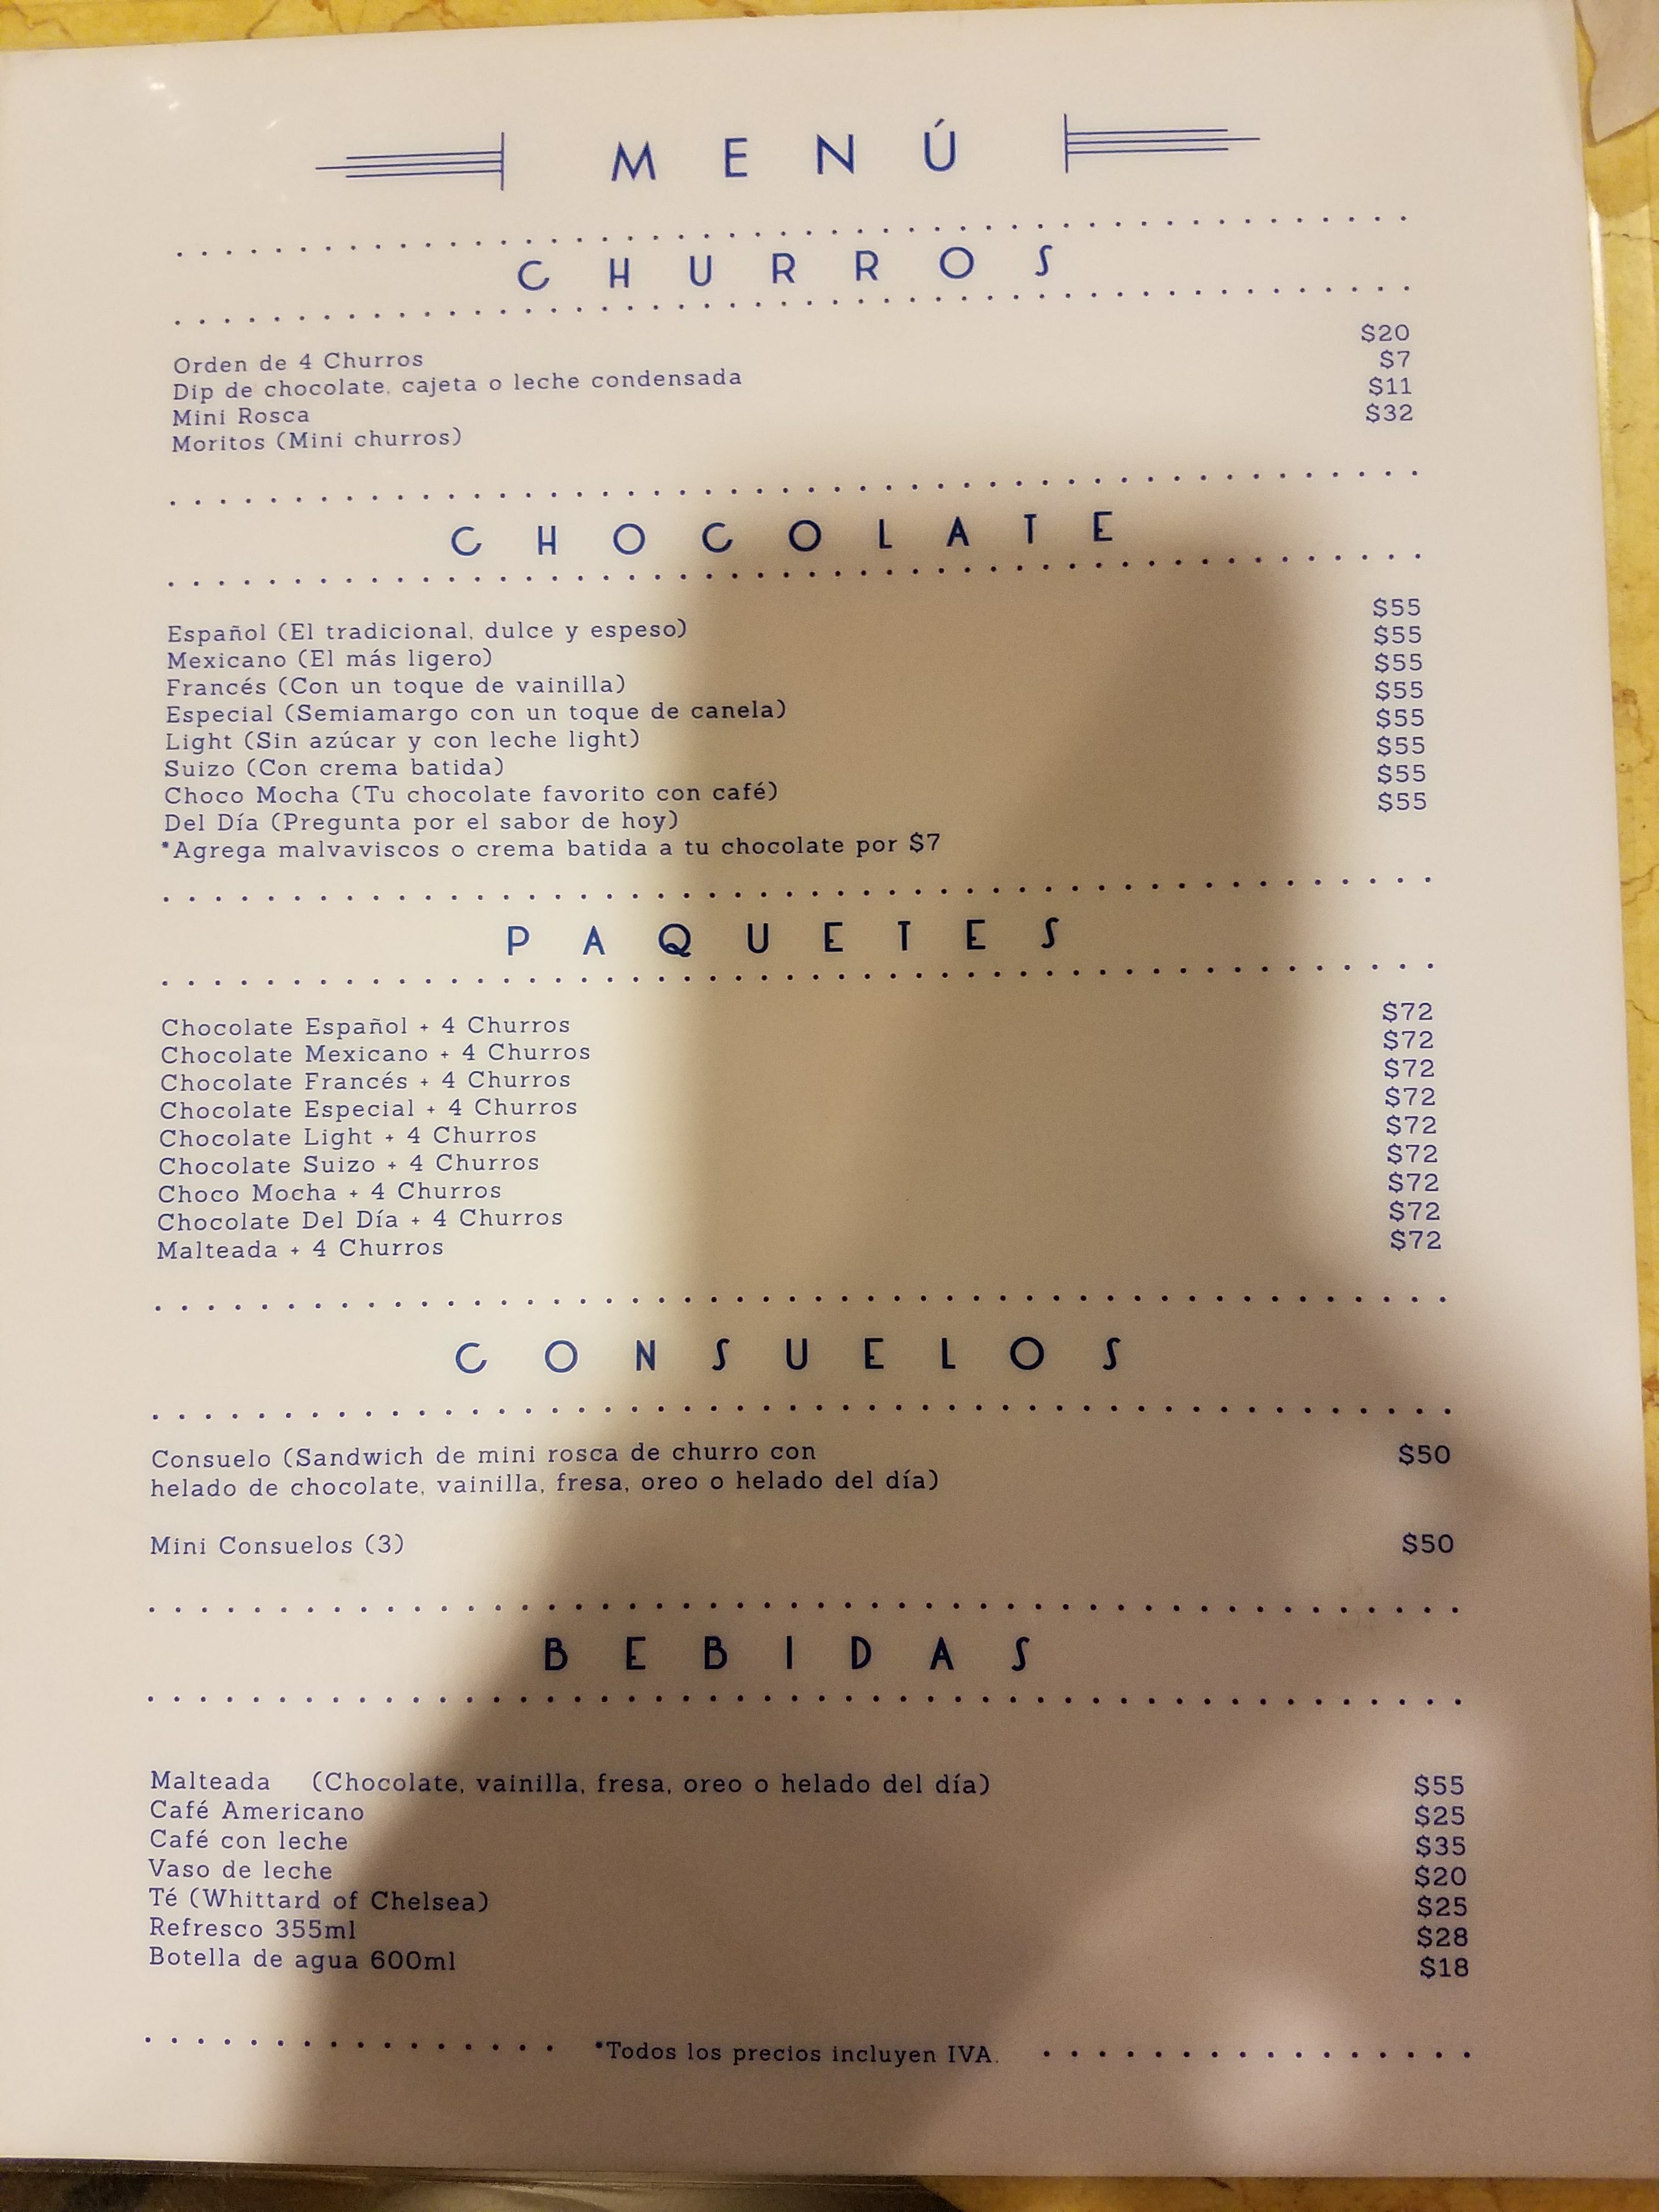 MENÚ
CHURROS
Orden de 4 Churros $20
Dip de chocolate, cajeta o leche condensada $7
Mini Rosca $11
Moritos (Mini churros) $32
CHOCOLATE
Español (El tradicional, dulce y espeso) $55
Mexicano (El más ligero) $55
Francés (Con un toque de vainilla) $55
Especial (Semiamargo con un toque de canela) $55
Light (Sin azúcar y con leche light) $55
Suizo (Con crema batida) $55
Choco Mocha (Tu chocolate favorito con café) $55
Del Día (Pregunta por el sabor de hoy) $55
*Agrega malvaviscos o crema batida a tu chocolate por $7
PAQUETES
Chocolate Español + 4 Churros $72
Chocolate Mexicano + 4 Churros $72
Chocolate Francés + 4 Churros $72
Chocolate Especial + 4 Churros $72
Chocolate Light + 4 Churros $72
Chocolate Suizo + 4 Churros $72
Choco Mocha + 4 Churros $72
Chocolate Del Día + 4 Churros $72
Malteada + 4 Churros $72
CONSUELOS
Consuelo (Sandwich de mini rosca de churro con $50
helado de chocolate, vainilla, fresa, oreo o helado del día)
Mini Consuelos (3) $50
BEBIDAS
Malteada (Chocolate, vainilla, fresa, oreo o helado del día) $55
Café Americano $25
Café con leche $35
Vaso de leche $20
Té (Whittard of Chelsea) $25
Refresco 355ml $28
Botella de agua 600ml $18
*Todos los precios incluyen IVA.